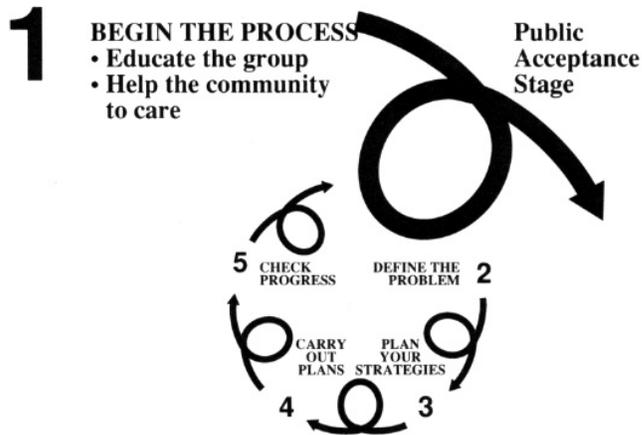 1
BEGIN THE PROCESS
• Educate the group
• Help the community
to care
Public
Acceptance
Stage
5
CHECK
PROGRESS
DEFINE THE
PROBLEM
2
CARRY
OUT
PLANS
PLAN
YOUR
STRATEGIES
4
3